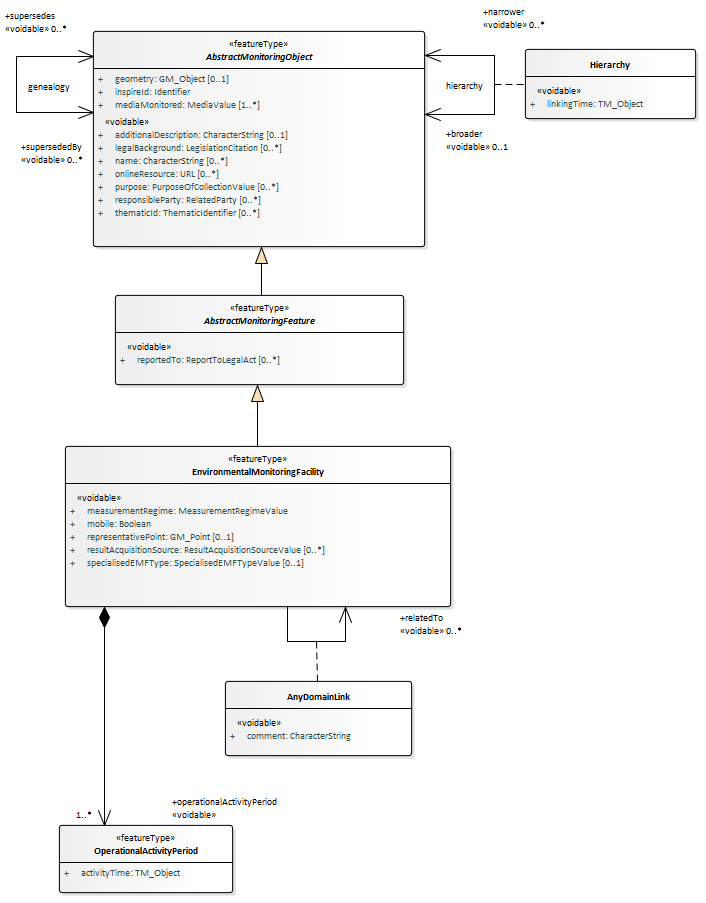 +supersedes
«voidable» 0..*
genealogy
+supersededBy
«voidable» 0..*
«featureType»
AbstractMonitoringObject
+ geometry: GM_Object [0..1]
+ inspireId: Identifier
+ mediaMonitored: MediaValue [1..*]
«voidable»
+ additionalDescription: CharacterString [0..1]
+ legalBackground: LegislationCitation [0..*]
+ name: CharacterString [0..*]
+ onlineResource: URL [0..*]
+ purpose: PurposeOfCollectionValue [0..*]
+ responsibleParty: RelatedParty [0..*]
+ thematicId: ThematicIdentifier [0..*]
+narrower
«voidable» 0..*
hierarchy
+broader
«voidable» 0..1
Hierarchy
«voidable»
+ linkingTime: TM_Object
«featureType»
AbstractMonitoringFeature
«voidable»
+ reportedTo: ReportToLegalAct [0..*]
«featureType»
EnvironmentalMonitoringFacility
«voidable»
+ measurementRegime: MeasurementRegimeValue
+ mobile: Boolean
+ representativePoint: GM_Point [0..1]
+ resultAcquisitionSource: ResultAcquisitionSourceValue [0..*]
+ specialisedEMFType: SpecialisedEMFTypeValue [0..1]
+relatedTo
«voidable» 0..*
AnyDomainLink
«voidable»
+ comment: CharacterString
+operationalActivityPeriod
«voidable»
1..*
«featureType»
OperationalActivityPeriod
+ activityTime: TM_Object